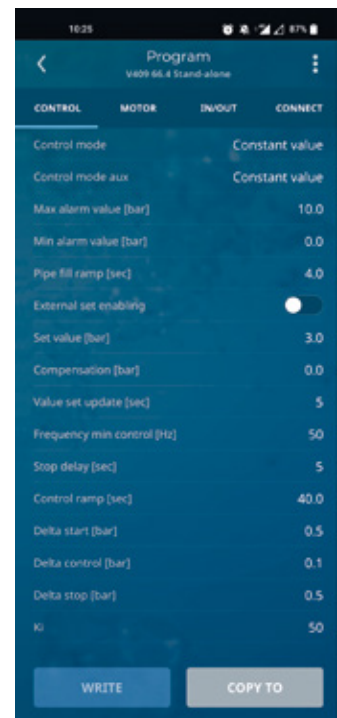 10:25 87%
Program
V409 66.4 Stand-alone
CONTROL MOTOR IN/OUT CONNECT
Control mode Constant value
Control mode aux Constant value
Max alarm value [bar] 10.0
Min alarm value [bar] 0.0
Pipe fill ramp [sec] 4.0
External set enabling
Set value [bar] 3.0
Compensation [bar] 0.0
Value set update [sec] 5
Frequency min control [Hz] 50
Stop delay [sec] 5
Control ramp [sec] 40.0
Delta start [bar] 0.5
Delta control [bar] 0.1
Delta stop [bar] 0.5
Ki 50
WRITE COPY TO